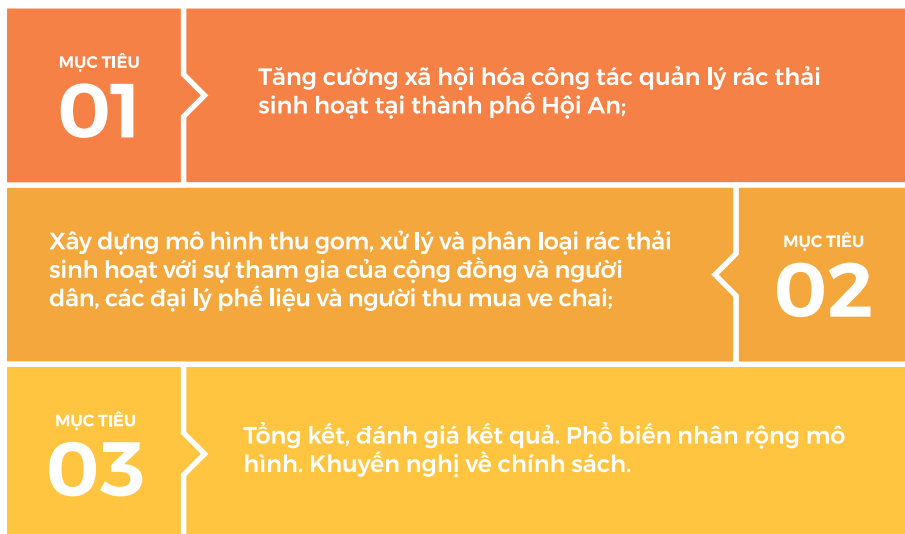 MỤC TIÊU
01
Tăng cường xã hội hóa công tác quản lý rác thải
sinh hoạt tại thành phố Hội An;
Xây dựng mô hình thu gom, xử lý và phân loại rác thải
sinh hoạt với sự tham gia của cộng đồng và người
dân, các đại lý phế liệu và người thu mua ve chai;
MỤC TIÊU
02
MỤC TIÊU
03
Tổng kết, đánh giá kết quả. Phổ biến nhân rộng mô
hình. Khuyến nghị về chính sách.